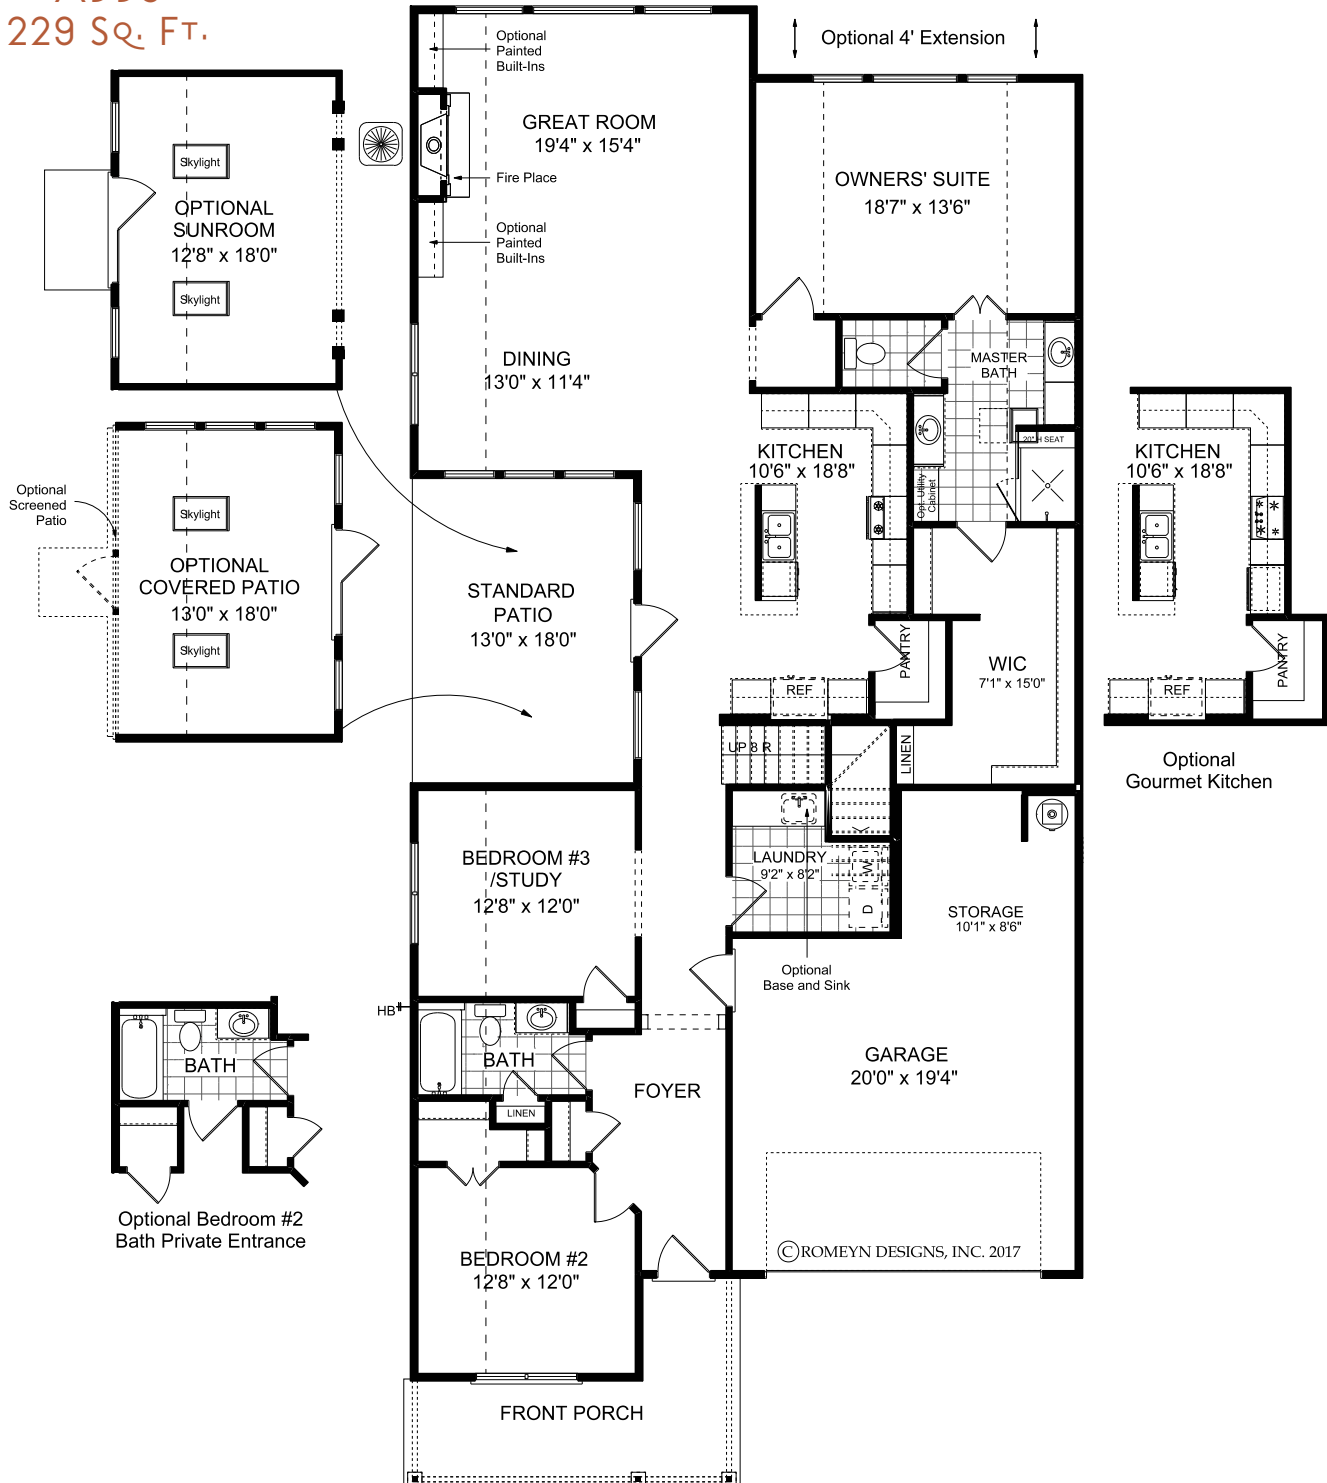 229 Sq. Ft.
Optional
Painted
Built-Ins
Optional 4' Extension
GREAT ROOM
19'4" x 15'4"
Fire Place
Optional
Painted
Built-Ins
OWNERS' SUITE
18'7" x 13'6"
Skylight
OPTIONAL
SUNROOM
12'8" x 18'0"
Skylight
DINING
13'0" x 11'4"
MASTER
BATH
KITCHEN
10'6" x 18'8"
20" H SEAT
Opt. Utility
Cabinet
KITCHEN
10'6" x 18'8"
Optional
Screened
Patio
Skylight
OPTIONAL
COVERED PATIO
13'0" x 18'0"
Skylight
STANDARD
PATIO
13'0" x 18'0"
PANTRY
WIC
7'1" x 15'0"
REF
PANTRY
REF
UP 8 R
LINEN
Optional
Gourmet Kitchen
BEDROOM #3
/STUDY
12'8" x 12'0"
LAUNDRY
9'2" x 8'2"
W
D
STORAGE
10'1" x 8'6"
Optional
Base and Sink
HB
BATH
BATH
LINEN
FOYER
GARAGE
20'0" x 19'4"
Optional Bedroom #2
Bath Private Entrance
BEDROOM #2
12'8" x 12'0"
©ROMEYN DESIGNS, INC. 2017
FRONT PORCH